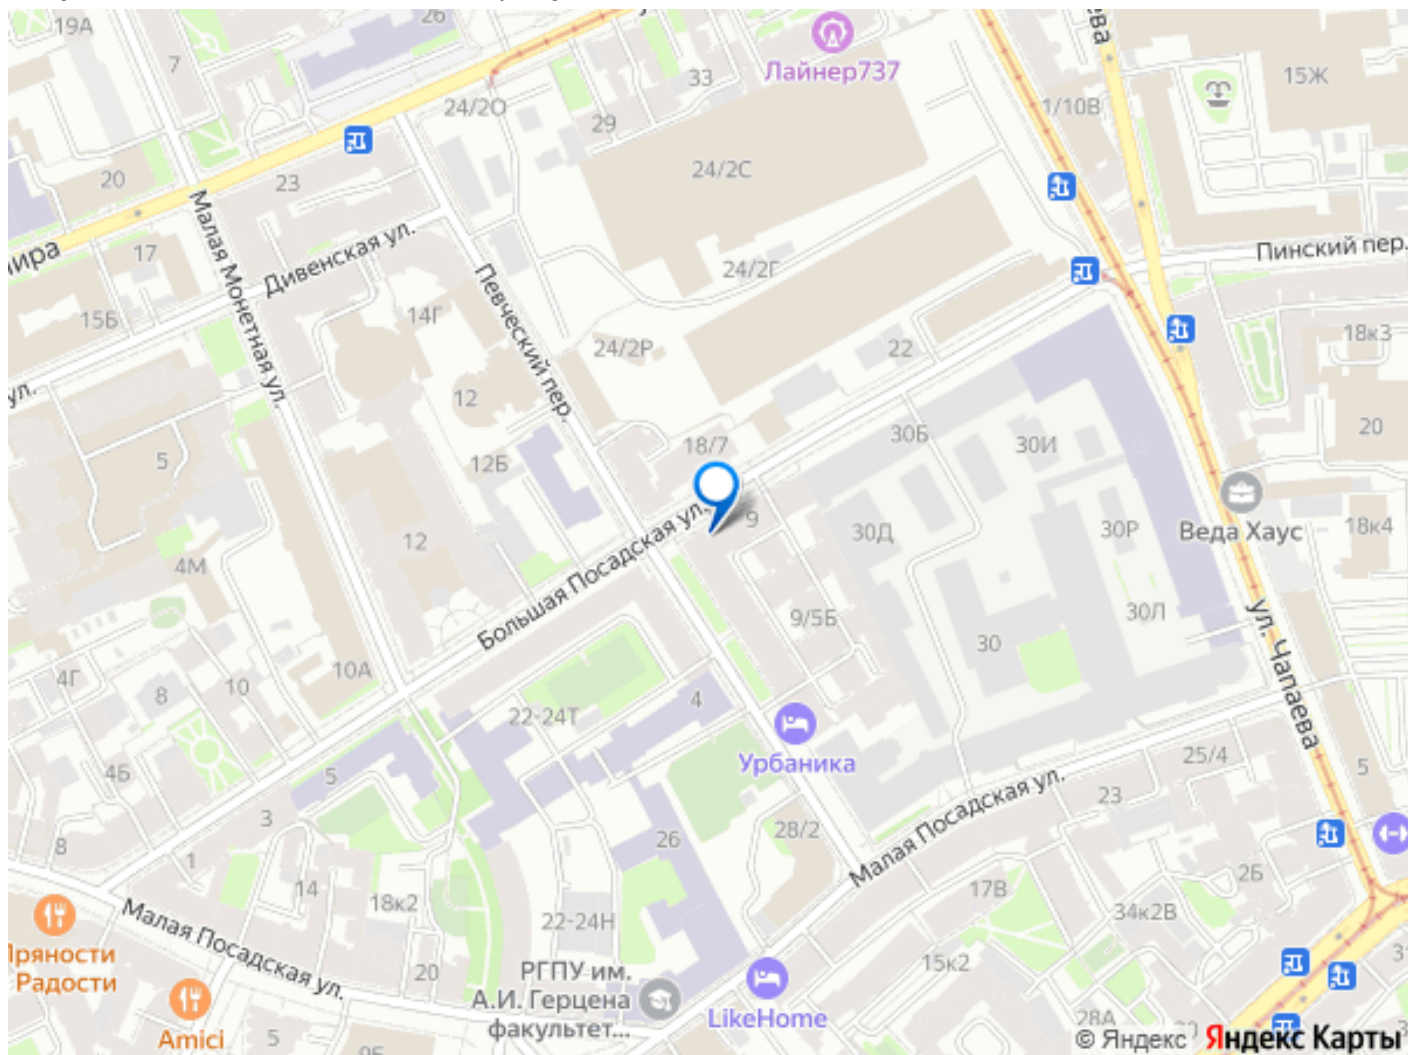 19А
26
7
Лайнер737
33
15Ж
24/2О
1/10В
29
24/2С
20
23
Малая Монетная ул.
17
Дивенская ул.
Пинский пер.
Певческий пер.
24/2Г
15Б
14Г
24/2Р
22
18к3
ул.
12
30Б
20
18/7
30И
5
12Б
9
30Д
30Р
Веда Хаус
18к4
12
4М
Большая Посадская ул.
9/5Б
30Л
30
ул. Чапаева
4Г
8
10
10А
4
22-24Т
Урбаника
25/4
4Б
5
5
23
3
Малая Посадская ул.
28/2
26
8
1
2Б
14
18к2
17В
34к2В
22-24Н
Малая Посадская ул.
Пряности
Радости
20
15к2
РГПУ им.
А.И. Герцена
факультет...
LikeHome
Amici
5
9Б
28А
© Яндекс Яндекс Карты